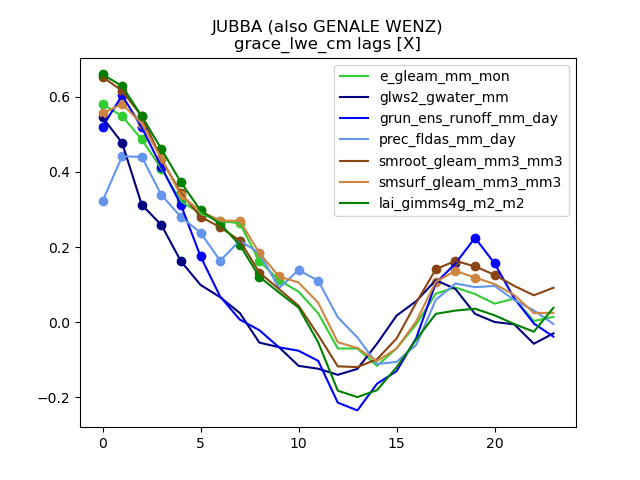 JUBBA (also GENALE WENZ)
grace_lwe_cm lags [X]
e_gleam_mm_mon
glws2_gwater_mm
grun_ens_runoff_mm_day
prec_fldas_mm_day
smroot_gleam_mm3_mm3
smsurf_gleam_mm3_mm3
lai_gimms4g_m2_m2
0.6
0.4
0.2
0.0
−0.2
0 5 10 15 20